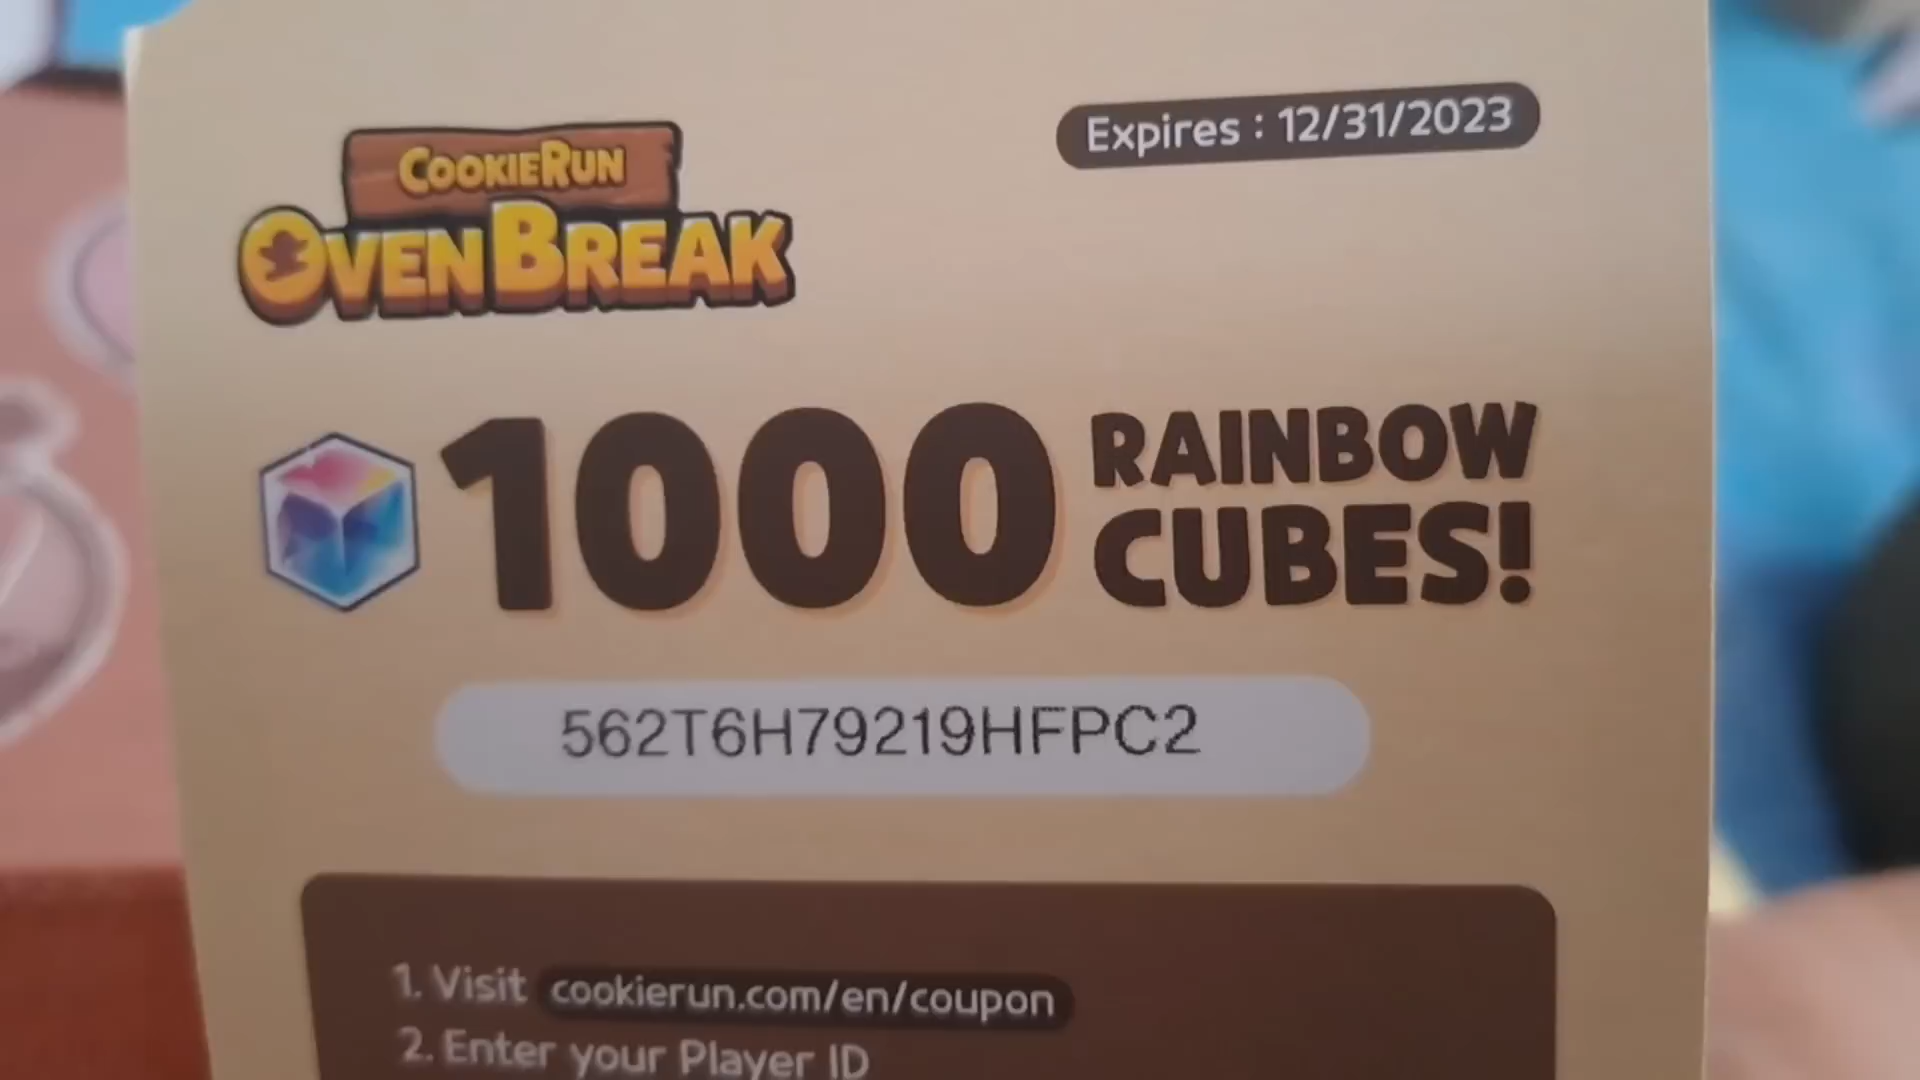 Expires : 12/31/2023
COOKIERUN
OVENBREAK
1000 RAINBOW
CUBES!
562T6H79219HFPC2
1. Visit cookierun.com/en/coupon
2. Enter your Player ID